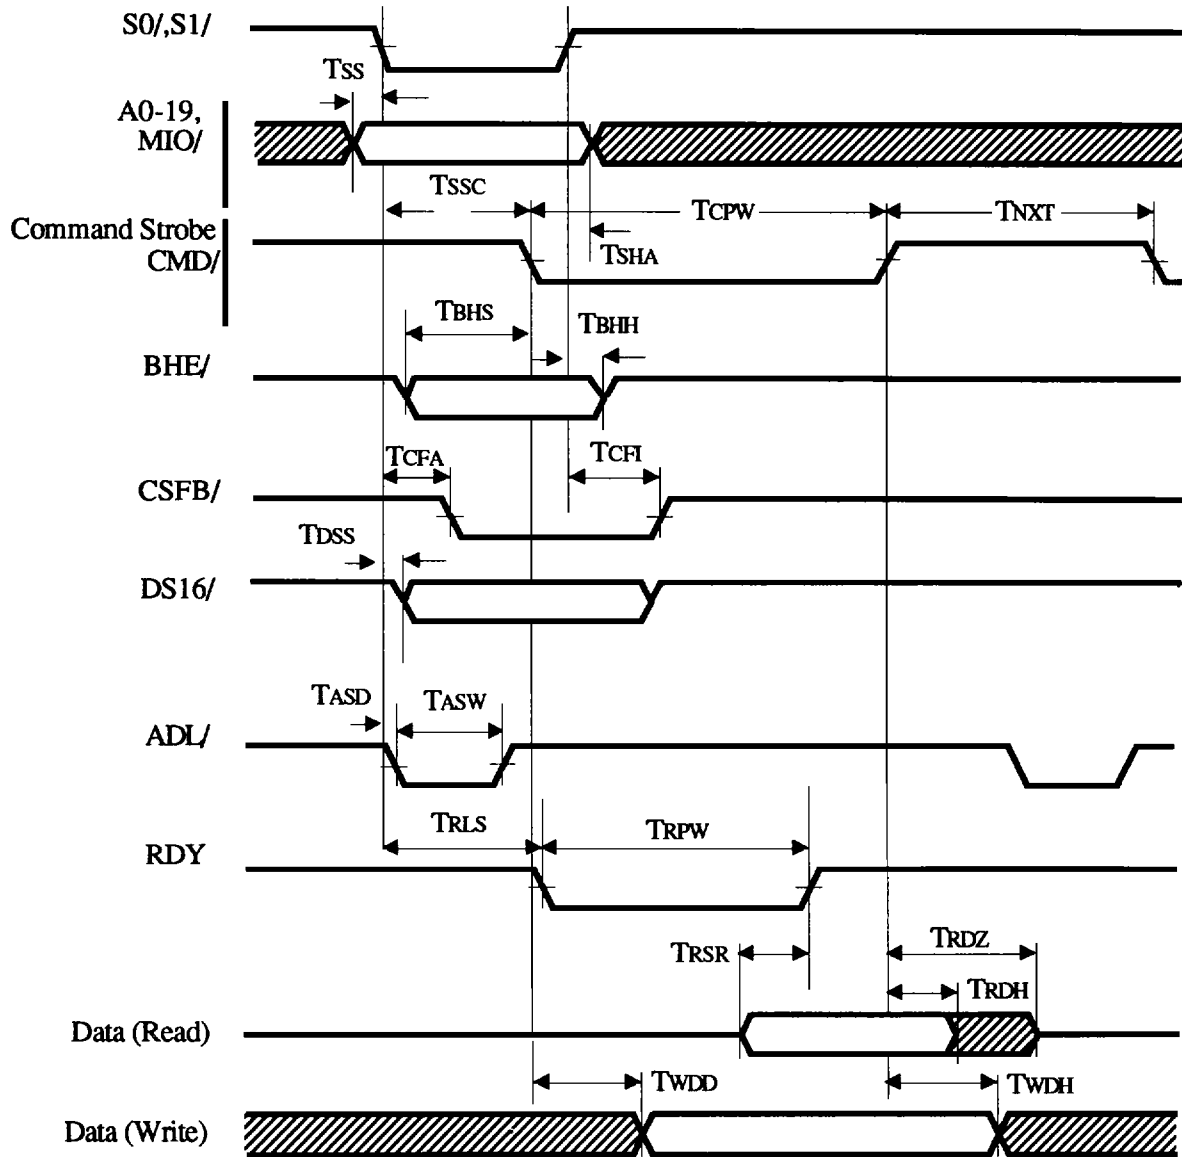 S0/,S1/
TSS
A0-19,
MIO/
TSSC
TCPW
TNXT
Command Strobe
CMD/
TSHA
TBHS
TBHH
BHE/
TCFA
TCFI
CSFB/
TDSS
DS16/
TASD
TASW
ADL/
TRLS
TRPW
RDY
TRSR
TRDZ
TRDH
Data (Read)
TWDD
TWDH
Data (Write)